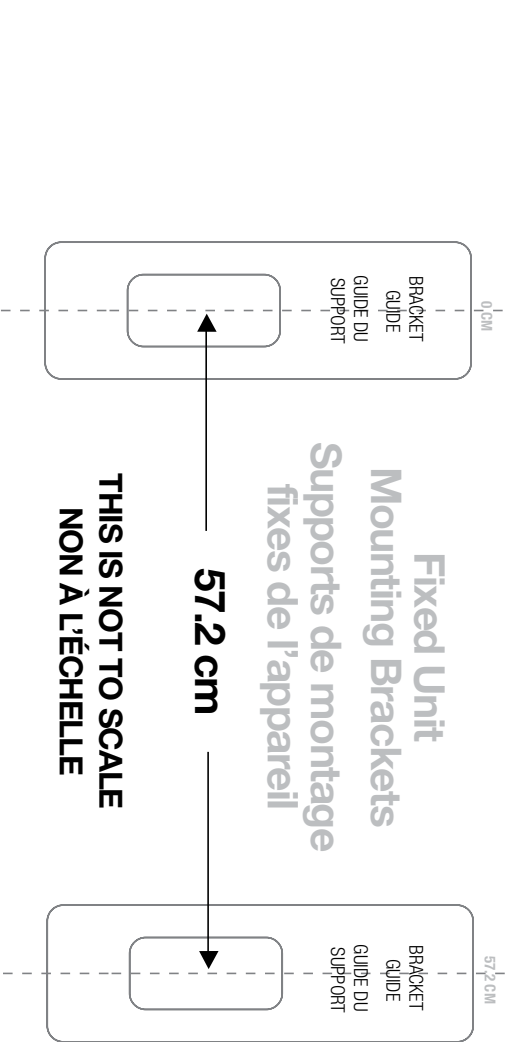 0 CM
BRACKET
GUIDE
GUIDE DU
SUPPORT
Fixed Unit
Mounting Brackets
Supports de montage
fixes de l’appareil
57.2 cm
THIS IS NOT TO SCALE
NON À L’ÉCHELLE
57.2 CM
BRACKET
GUIDE
GUIDE DU
SUPPORT